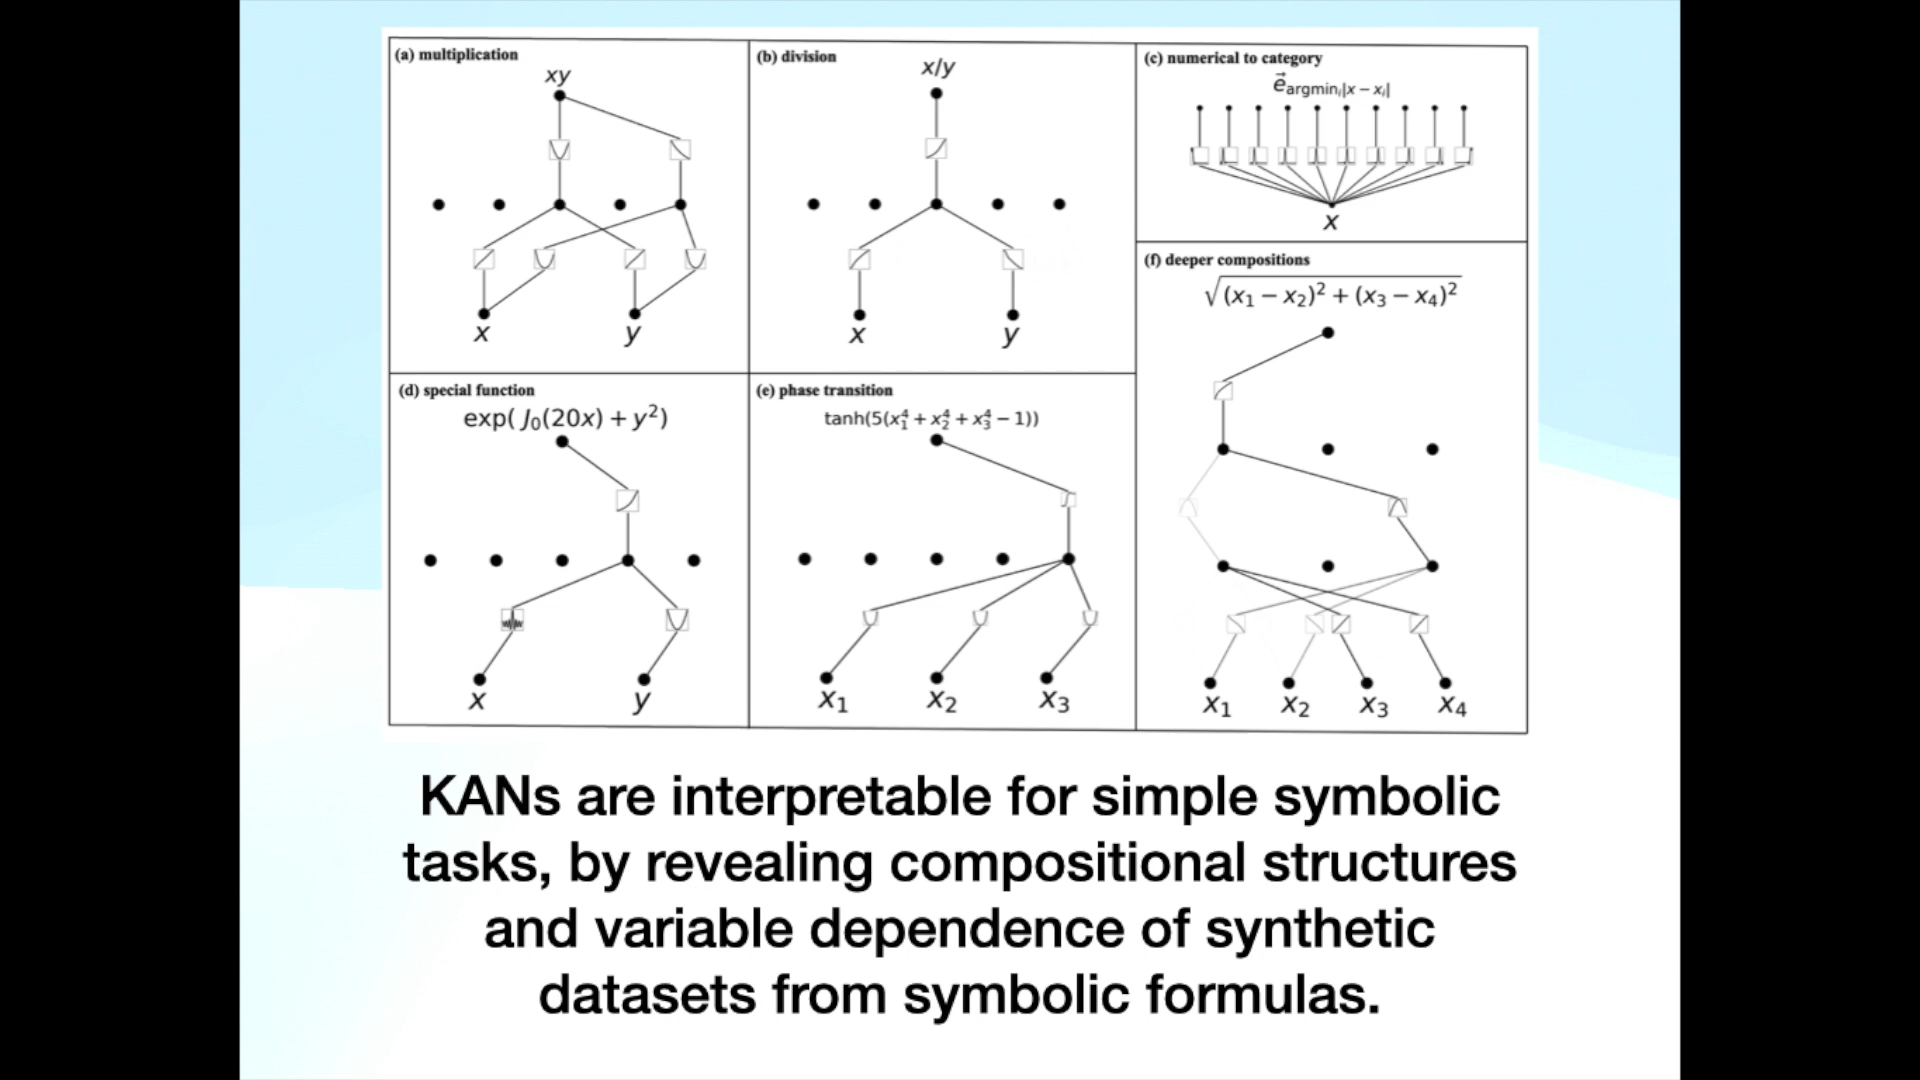 (a) multiplication
xy
x
y
(b) division
x/y
x
y
(c) numerical to category
e⃗_argmin_i|x − x_i|
x
(d) special function
exp( J₀(20x) + y²)
x
y
(e) phase transition
tanh(5(x₁⁴ + x₂⁴ + x₃⁴ − 1))
x₁
x₂
x₃
(f) deeper compositions
√(x₁ − x₂)² + (x₃ − x₄)²
x₁
x₂
x₃
x₄
KANs are interpretable for simple symbolic
tasks, by revealing compositional structures
and variable dependence of synthetic
datasets from symbolic formulas.